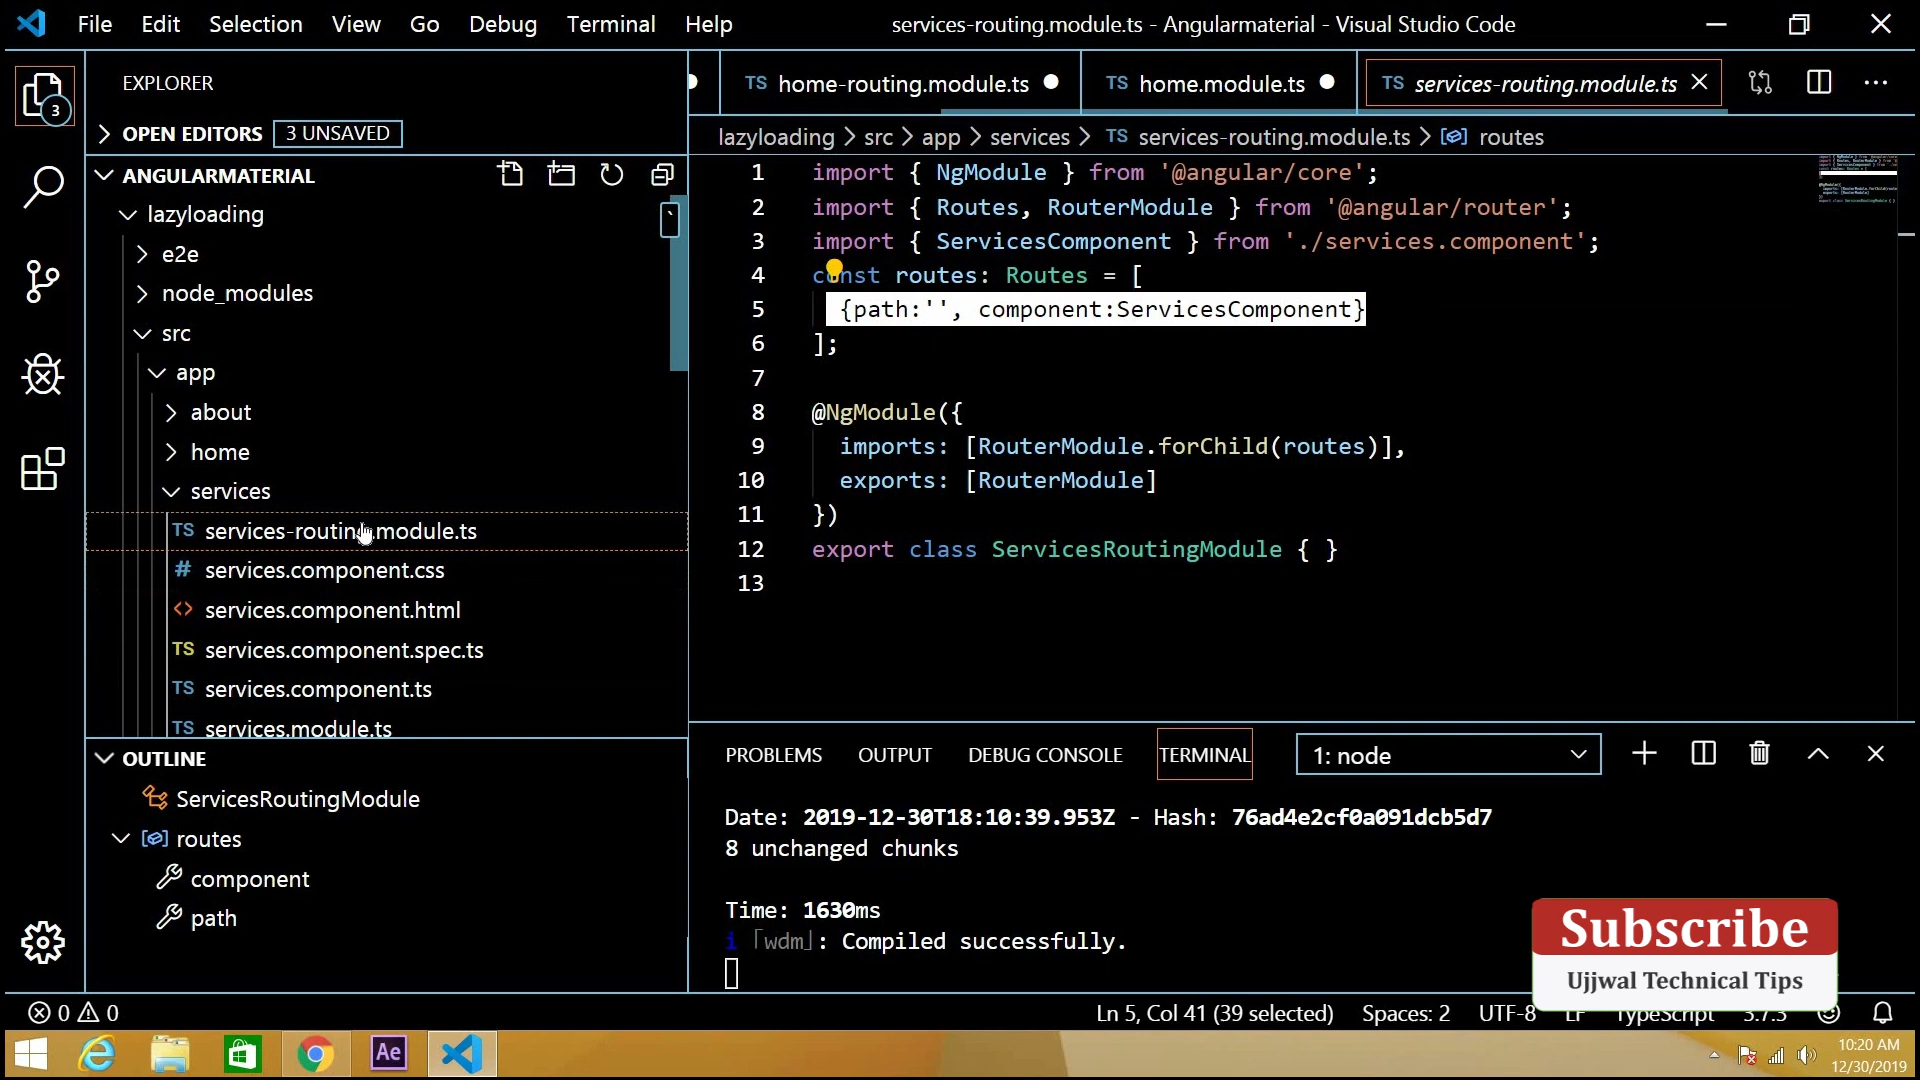 File Edit Selection View Go Debug Terminal Help
services-routing.module.ts - Angularmaterial - Visual Studio Code
3
EXPLORER
OPEN EDITORS 3 UNSAVED
ANGULARMATERIAL
lazyloading
e2e
node_modules
src
app
about
home
services
TS services-routing.module.ts
# services.component.css
<> services.component.html
TS services.component.spec.ts
TS services.component.ts
TS services.module.ts
OUTLINE
ServicesRoutingModule
routes
component
path
TS home-routing.module.ts
TS home.module.ts
TS services-routing.module.ts
lazyloading > src > app > services > TS services-routing.module.ts > routes
1 import { NgModule } from '@angular/core';
2 import { Routes, RouterModule } from '@angular/router';
3 import { ServicesComponent } from './services.component';
4 const routes: Routes = [
5 {path:'', component:ServicesComponent}
6 ];
7
8 @NgModule({
9 imports: [RouterModule.forChild(routes)],
10 exports: [RouterModule]
11 })
12 export class ServicesRoutingModule { }
13
PROBLEMS OUTPUT DEBUG CONSOLE TERMINAL 1: node
Date: 2019-12-30T18:10:39.953Z - Hash: 76ad4e2cf0a091dcb5d7
8 unchanged chunks
Time: 1630ms
i ｢wdm｣: Compiled successfully.
Subscribe
Ujjwal Technical Tips
0 0
Ln 5, Col 41 (39 selected) Spaces: 2 UTF-8 LF TypeScript 3.7.3
Ae
10:20 AM
12/30/2019